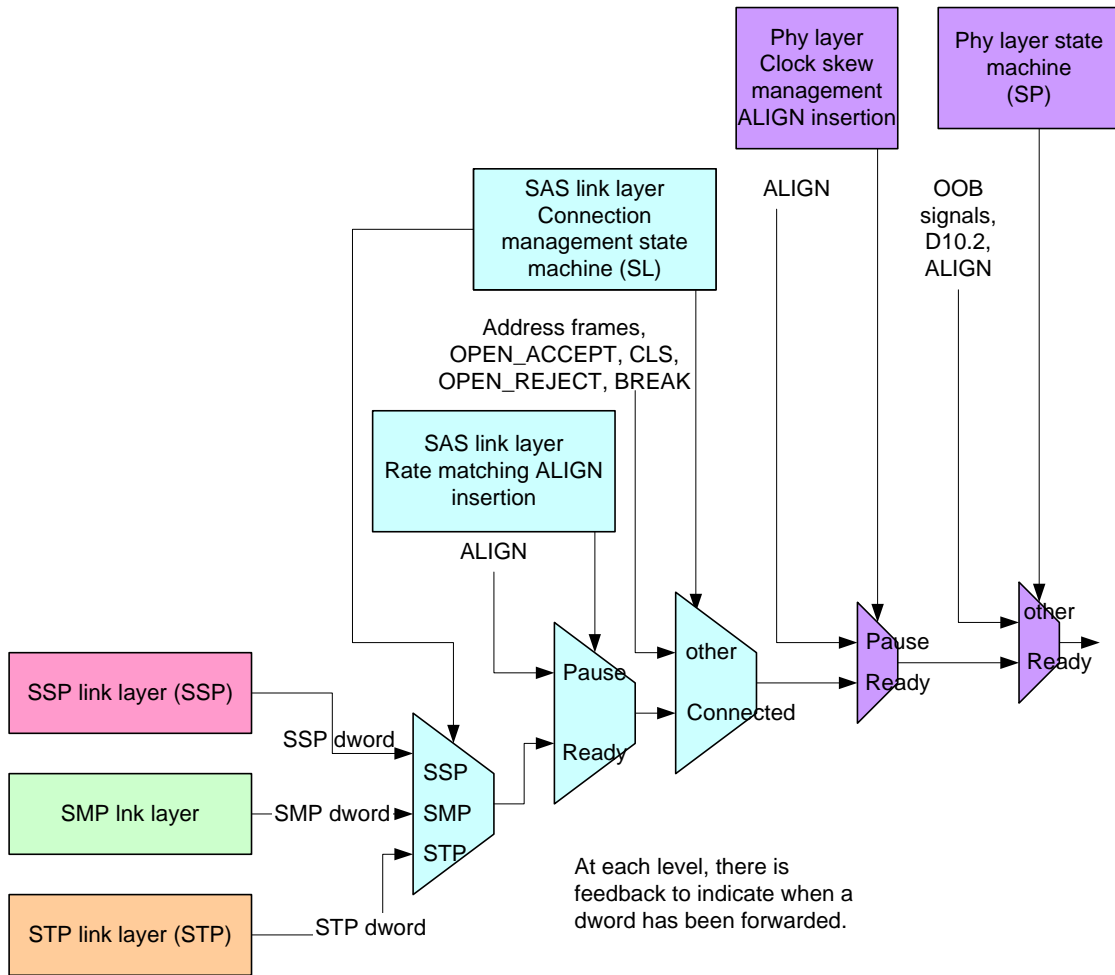 Phy layer
Clock skew
management
ALIGN insertion
Phy layer state
machine
(SP)
SAS link layer
Connection
management state
machine (SL)
ALIGN
OOB
signals,
D10.2,
ALIGN
Address frames,
OPEN_ACCEPT, CLS,
OPEN_REJECT, BREAK
SAS link layer
Rate matching ALIGN
insertion
ALIGN
other
Pause
Ready
other
Pause
Ready
Connected
Ready
SSP link layer (SSP)
SSP dword
SSP
SMP lnk layer
SMP dword
SMP
STP
STP link layer (STP)
STP dword
At each level, there is
feedback to indicate when a
dword has been forwarded.